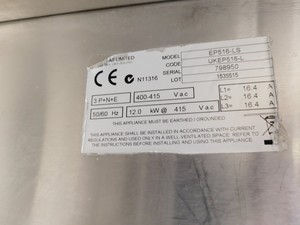 LIMITED
MODEL EP516-LS
CODE UKEP516-L
SERIAL 798950
LOT 1535515
CE N11316
3 P+N+E 400-415 Vac
50/60 Hz 12.0 kW @ 415 Vac
L1= 16.4 A
L2= 16.4 A
L3= 16.4 A
THIS APPLIANCE MUST BE EARTHED / GROUNDED
THIS APPLIANCE SHALL BE INSTALLED IN ACCORDANCE WITH CURRENT
REGULATIONS AND USED ONLY IN A WELL VENTILATED SPACE. REFER TO
THE INSTRUCTIONS BEFORE INSTALLING AND USING THIS APPLIANCE